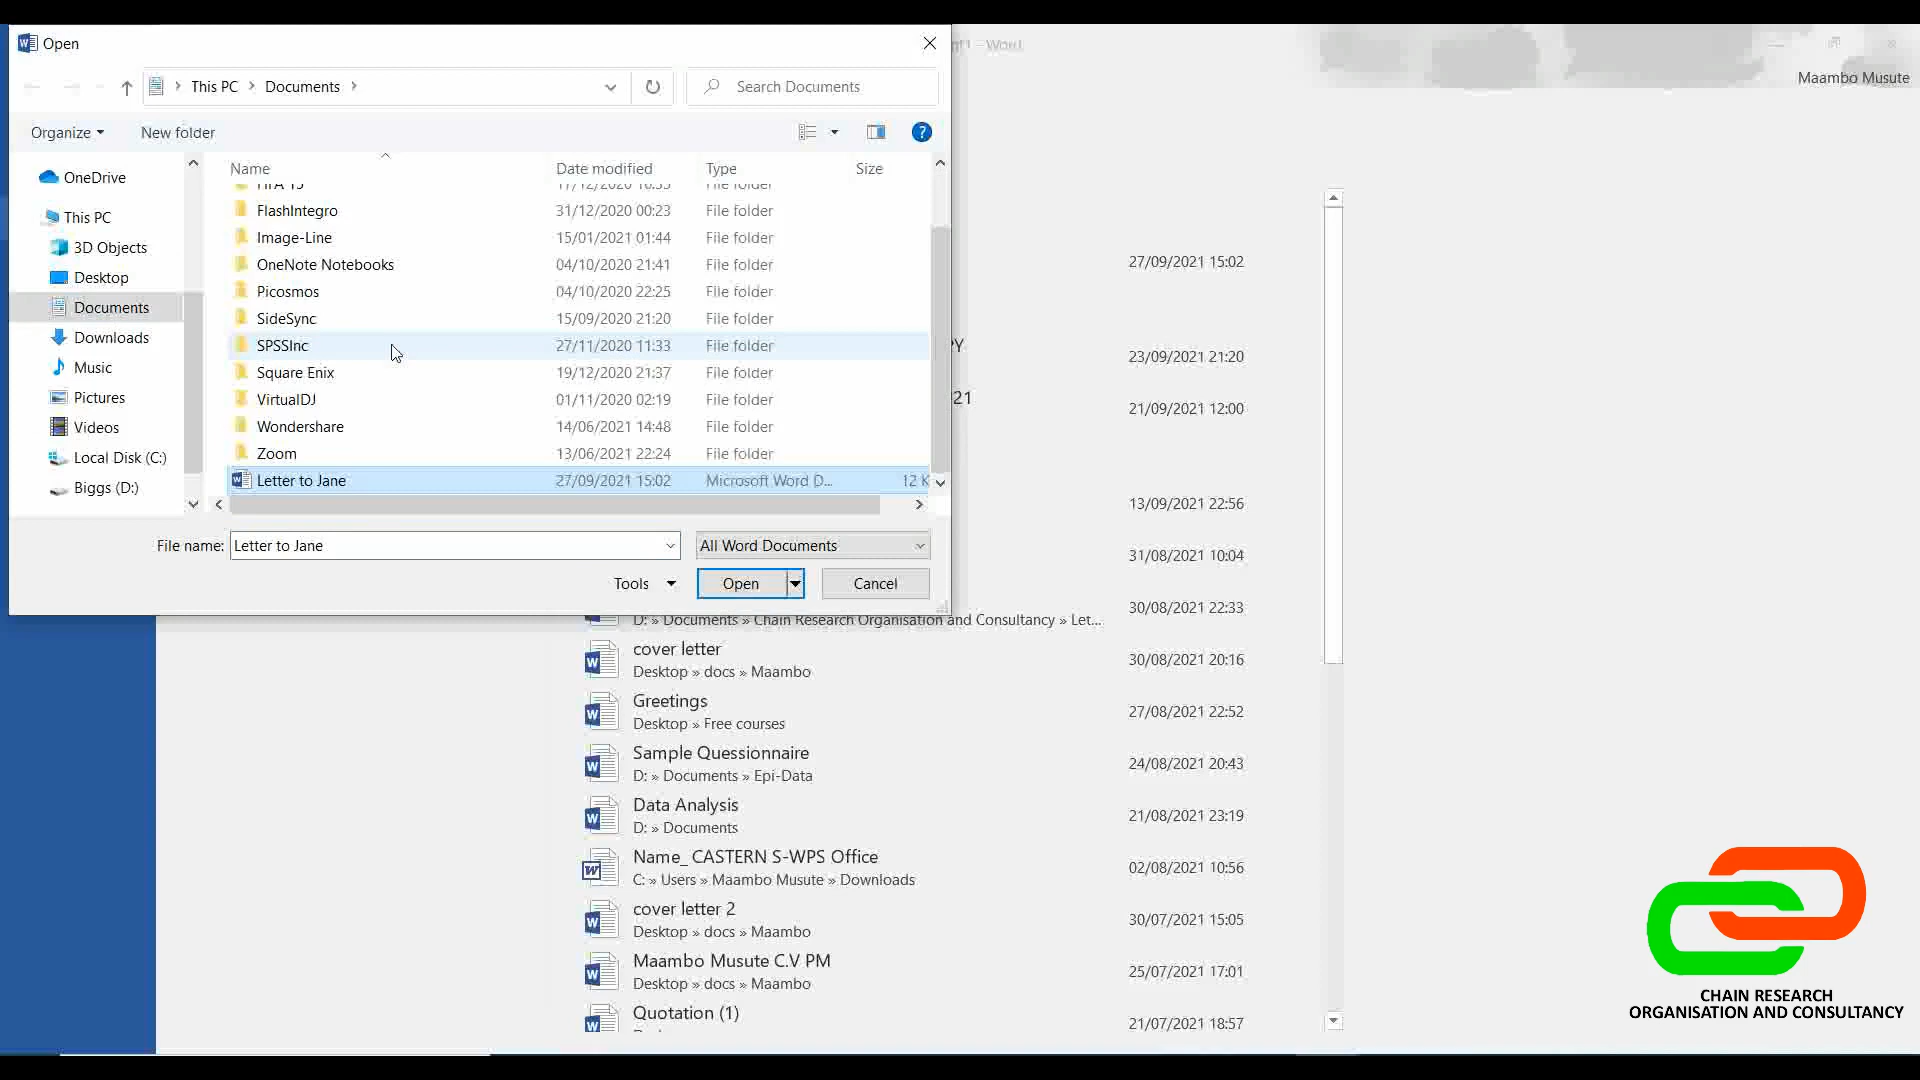 Open
- Word
Maambo Musute
This PC
Documents
Search Documents
Organize
New folder
?
Name
Date modified
Type
Size
OneDrive
This PC
3D Objects
Desktop
Documents
Downloads
Music
Pictures
Videos
Local Disk (C:)
Biggs (D:)
File folder
FlashIntegro 31/12/2020 00:23 File folder
Image-Line 15/01/2021 01:44 File folder
OneNote Notebooks 04/10/2020 21:41 File folder
Picosmos 04/10/2020 22:25 File folder
SideSync 15/09/2020 21:20 File folder
SPSSInc 27/11/2020 11:33 File folder
Square Enix 19/12/2020 21:37 File folder
VirtualDJ 01/11/2020 02:19 File folder
Wondershare 14/06/2021 14:48 File folder
Zoom 13/06/2021 22:24 File folder
Letter to Jane 27/09/2021 15:02 Microsoft Word D... 12 K
File name: Letter to Jane
All Word Documents
Tools
Open
Cancel
27/09/2021 15:02
23/09/2021 21:20
21 21/09/2021 12:00
13/09/2021 22:56
31/08/2021 10:04
30/08/2021 22:33
D: » Documents » Chain Research Organisation and Consultancy » Let...
cover letter 30/08/2021 20:16
Desktop » docs » Maambo
Greetings 27/08/2021 22:52
Desktop » Free courses
Sample Quessionnaire 24/08/2021 20:43
D: » Documents » Epi-Data
Data Analysis 21/08/2021 23:19
D: » Documents
Name_ CASTERN S-WPS Office 02/08/2021 10:56
C: » Users » Maambo Musute » Downloads
cover letter 2 30/07/2021 15:05
Desktop » docs » Maambo
Maambo Musute C.V PM 25/07/2021 17:01
Desktop » docs » Maambo
Quotation (1) 21/07/2021 18:57
CHAIN RESEARCH
ORGANISATION AND CONSULTANCY